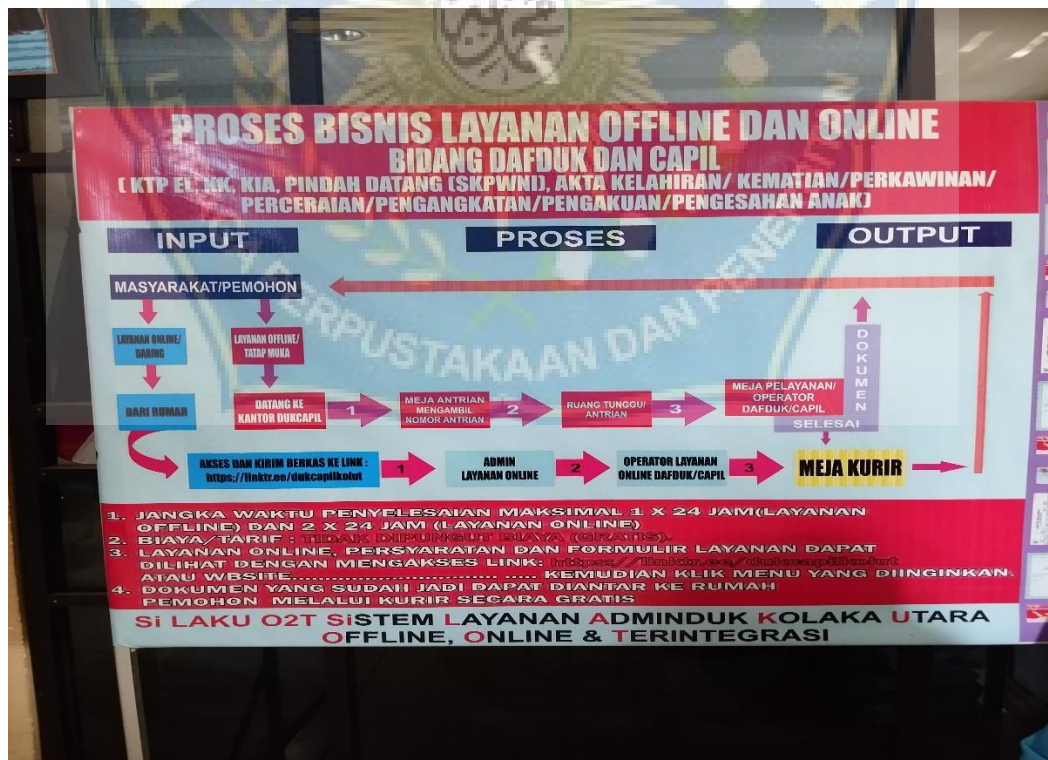 PROSES BISNIS LAYANAN OFFLINE DAN ONLINE
BIDANG DAFDUK DAN CAPIL
( KTP EL, KK, KIA, PINDAH DATANG (SKPWNI), AKTA KELAHIRAN/ KEMATIAN/PERKAWINAN/
PERCERAIAN/PENGANGKATAN/PENGAKUAN/PENGESAHAN ANAK)
INPUT
PROSES
OUTPUT
MASYARAKAT/PEMOHON
LAYANAN ONLINE/
DARING
LAYANAN OFFLINE/
TATAP MUKA
DARI RUMAH
DATANG KE
KANTOR DUKCAPIL
1
MEJA ANTRIAN
MENGAMBIL
NOMOR ANTRIAN
2
RUANG TUNGGU/
ANTRIAN
3
MEJA PELAYANAN/
OPERATOR
DAFDUK/CAPIL
DOKUMEN
SELESAI
AKSES DAN KIRIM BERKAS KE LINK :
https://linktr.ee/dukcapilkolut
1
ADMIN
LAYANAN ONLINE
2
OPERATOR LAYANAN
ONLINE DAFDUK/CAPIL
3
MEJA KURIR
1. JANGKA WAKTU PENYELESAIAN MAKSIMAL 1 X 24 JAM(LAYANAN
OFFLINE) DAN 2 X 24 JAM (LAYANAN ONLINE)
2. BIAYA/TARIF : TIDAK DIPUNGUT BIAYA (GRATIS).
3. LAYANAN ONLINE, PERSYARATAN DAN FORMULIR LAYANAN DAPAT
DILIHAT DENGAN MENGAKSES LINK: https://linktr.ee/dukcapilkolut
ATAU WBSITE.................................... KEMUDIAN KLIK MENU YANG DIINGINKAN.
4. DOKUMEN YANG SUDAH JADI DAPAT DIANTAR KE RUMAH
PEMOHON MELALUI KURIR SECARA GRATIS
Si LAKU O2T SiSTEM LAYANAN ADMINDUK KOLAKA UTARA
OFFLINE, ONLINE & TERINTEGRASI
PERPUSTAKAAN DAN